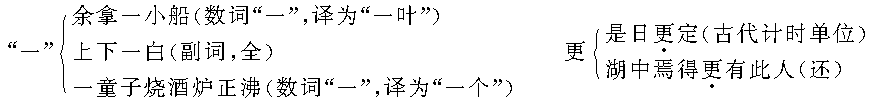 “一”
余拿一小船(数词“一”,译为“一叶”)
上下一白(副词,全)
一童子烧酒炉正沸(数词“一”,译为“一个”)
更
是日更定(古代计时单位)
湖中焉得更有此人(还)